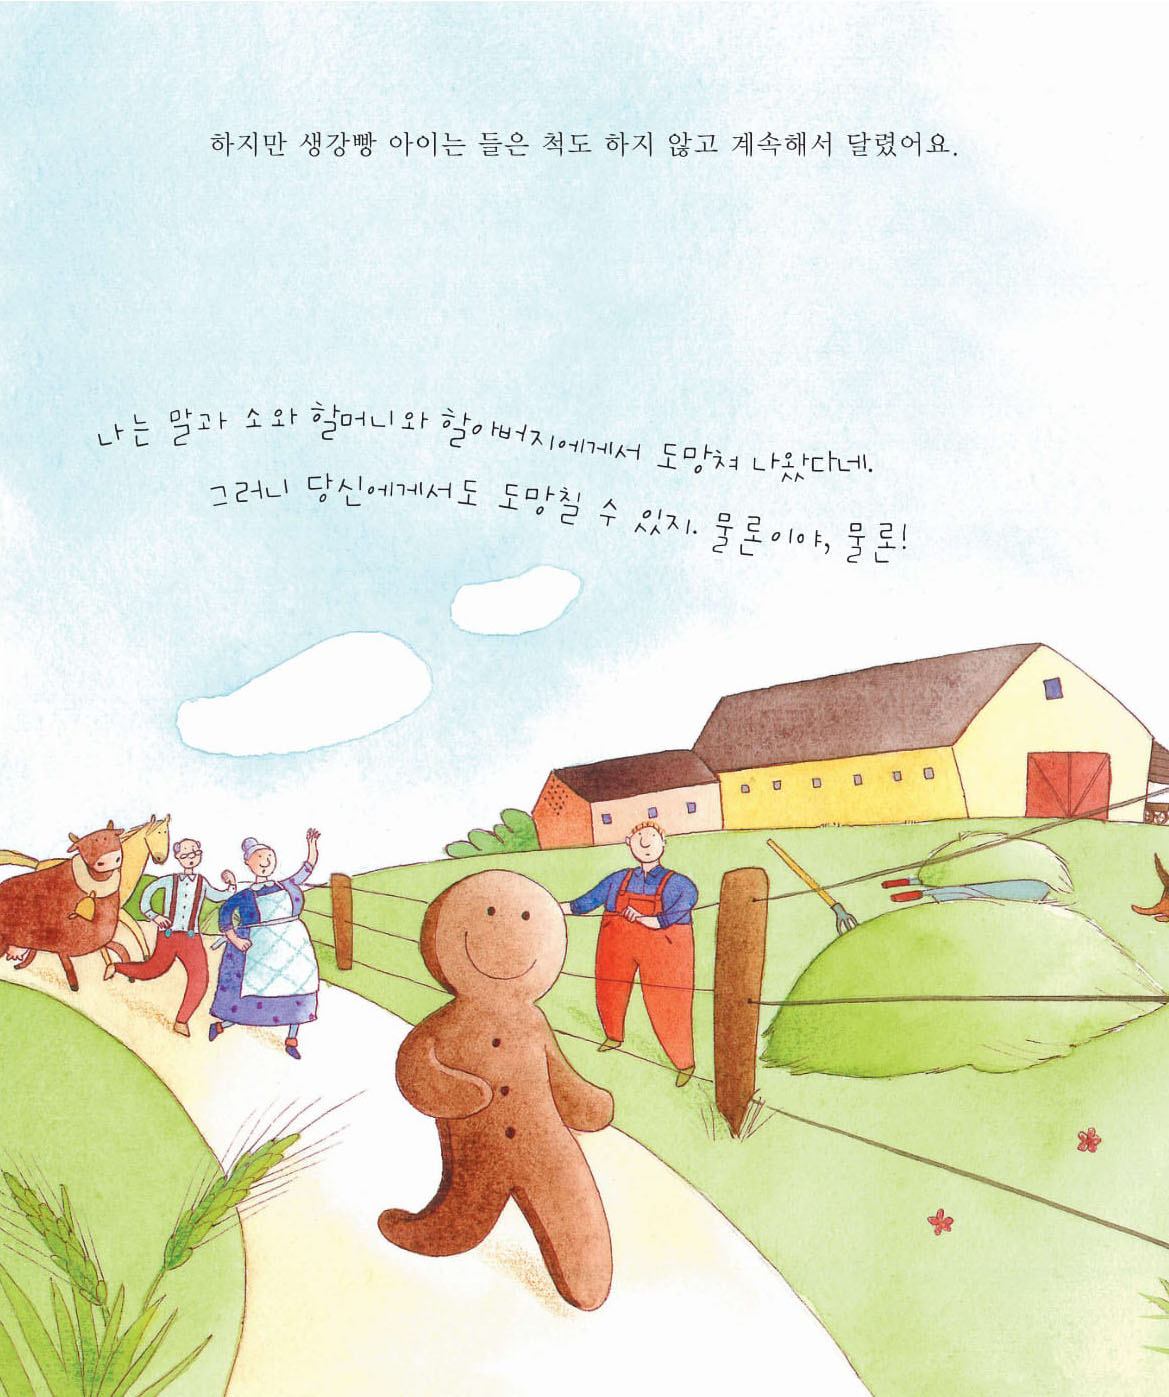 하지만 생강빵 아이는 들은 척도 하지 않고 계속해서 달렸어요.
나는 말과 소와 할머니와 할아버지에게서 도망쳐 나왔다네.
그러니 당신에게서도 도망칠 수 있지. 물론이야, 물론!